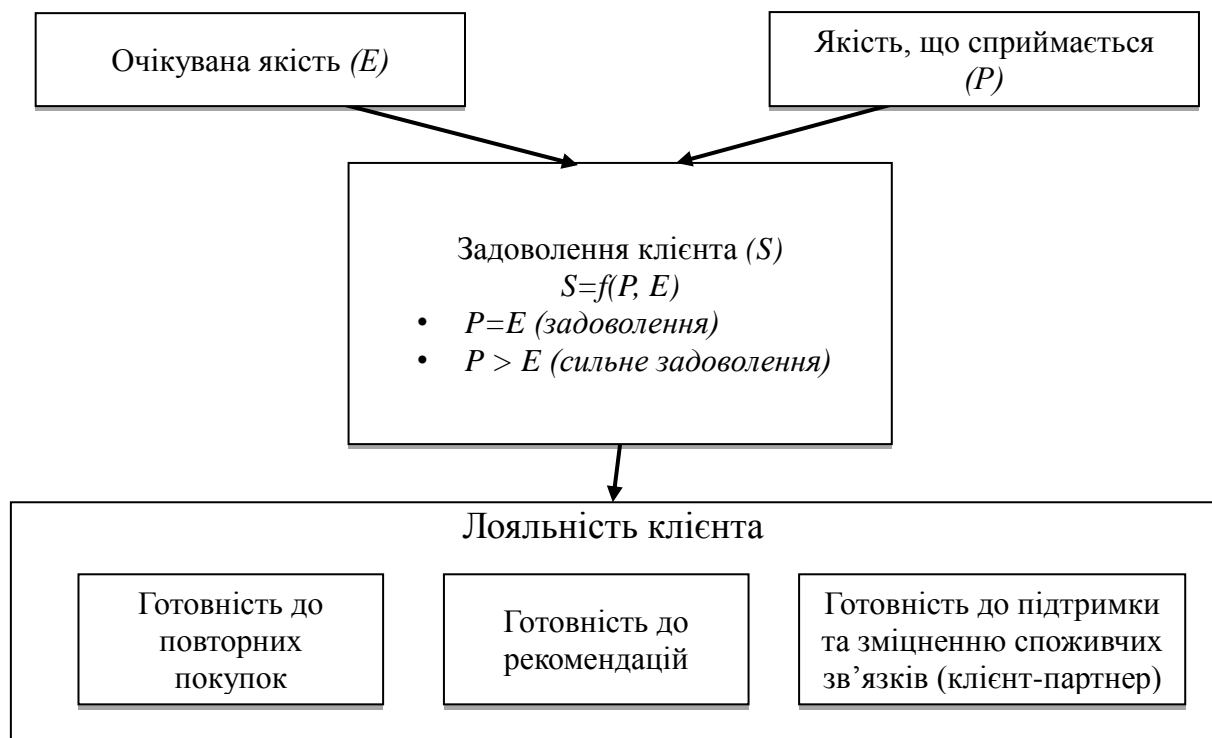 Очікувана якість (E)
Якість, що сприймається
(P)
Задоволення клієнта (S)
S=f(P, E)
• P=E (задоволення)
• P > E (сильне задоволення)
Лояльність клієнта
Готовність до
повторних
покупок
Готовність до
рекомендацій
Готовність до підтримки
та зміцненню споживчих
зв’язків (клієнт-партнер)